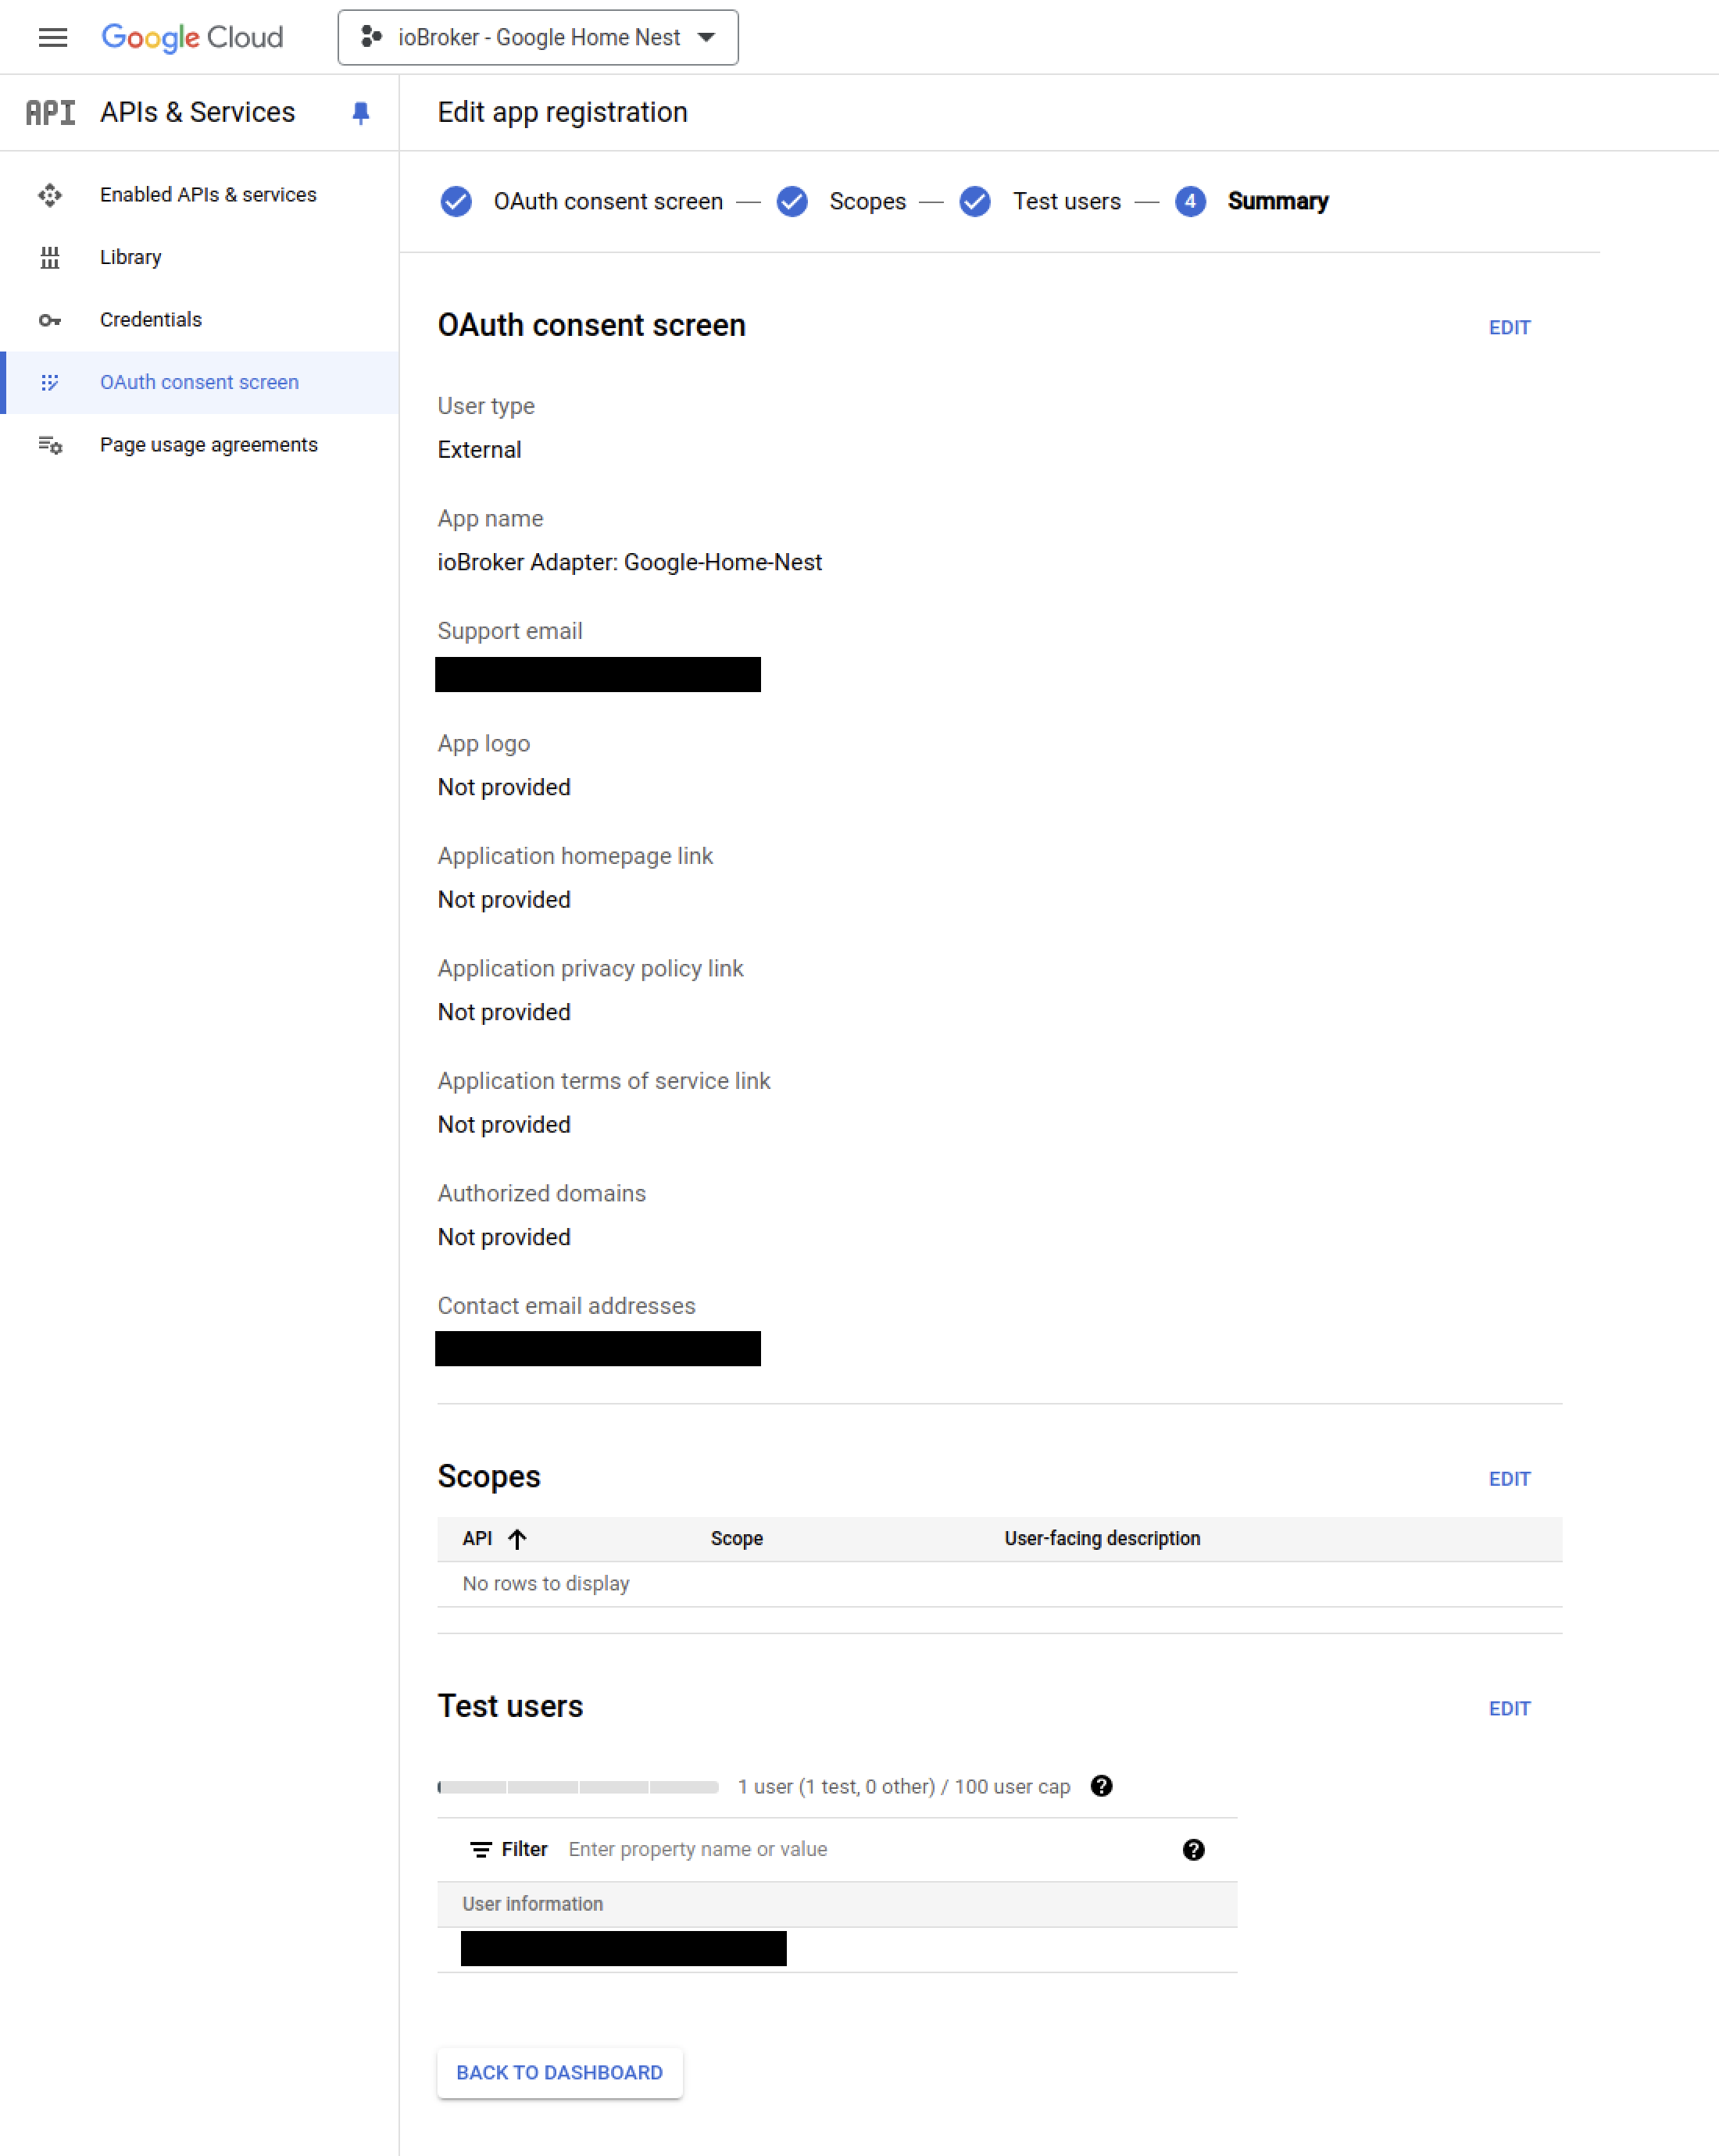 Google Cloud
ioBroker - Google Home Nest
API APIs & Services
Edit app registration
Enabled APIs & services
Library
Credentials
OAuth consent screen
Page usage agreements
OAuth consent screen — Scopes — Test users — 4 Summary
OAuth consent screen
EDIT
User type
External
App name
ioBroker Adapter: Google-Home-Nest
Support email
App logo
Not provided
Application homepage link
Not provided
Application privacy policy link
Not provided
Application terms of service link
Not provided
Authorized domains
Not provided
Contact email addresses
Scopes
EDIT
API Scope User-facing description
No rows to display
Test users
EDIT
1 user (1 test, 0 other) / 100 user cap
Filter Enter property name or value
User information
BACK TO DASHBOARD